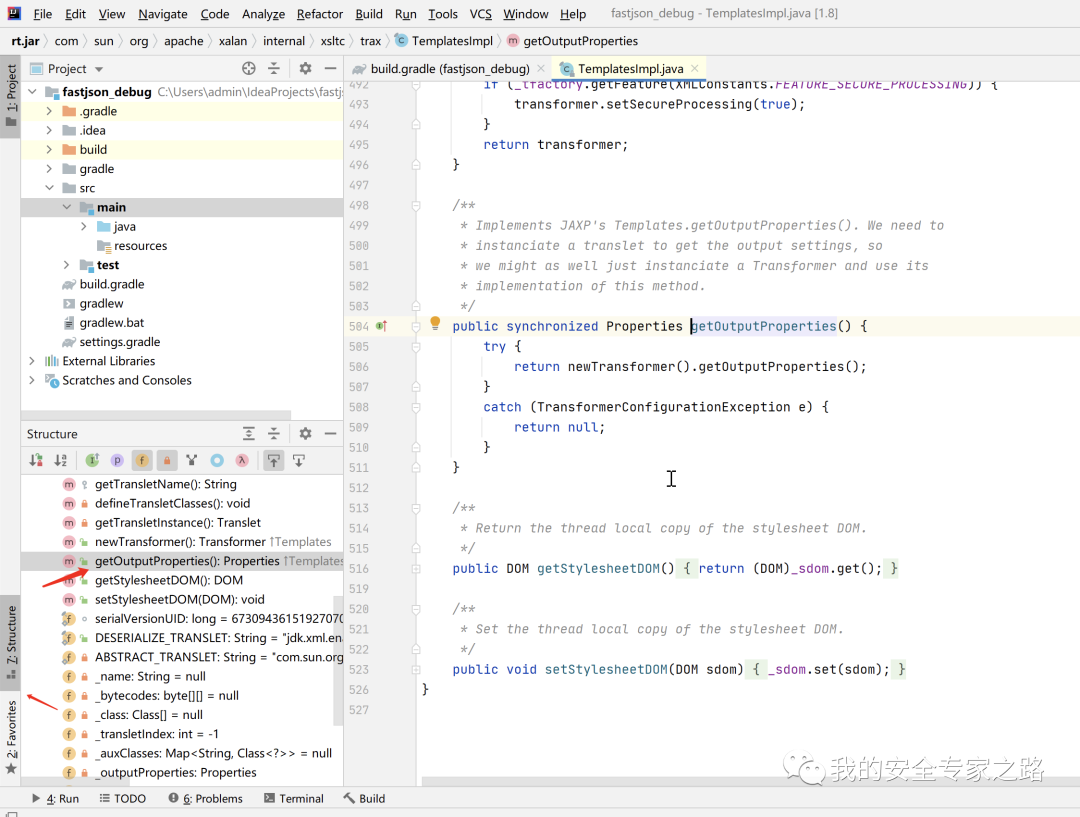 File Edit View Navigate Code Analyze Refactor Build Run Tools VCS Window Help fastjson_debug - TemplatesImpl.java [1.8]
rt.jar com sun org apache xalan internal xsltc trax TemplatesImpl getOutputProperties
1: Project
Project
build.gradle (fastjson_debug) TemplatesImpl.java
fastjson_debug C:\Users\admin\IdeaProjects\fastj
.gradle
.idea
build
gradle
src
main
java
resources
test
build.gradle
gradlew
gradlew.bat
settings.gradle
External Libraries
Scratches and Consoles
492 if (_tfactory.getFeature(XMLConstants.FEATURE_SECURE_PROCESSING)) {
493 transformer.setSecureProcessing(true);
494 }
495 return transformer;
496 }
497
498 /**
499 * Implements JAXP's Templates.getOutputProperties(). We need to
500 * instanciate a translet to get the output settings, so
501 * we might as well just instanciate a Transformer and use its
502 * implementation of this method.
503 */
504 public synchronized Properties getOutputProperties() {
505 try {
506 return newTransformer().getOutputProperties();
507 }
508 catch (TransformerConfigurationException e) {
509 return null;
510 }
511 }
512
513 /**
514 * Return the thread local copy of the stylesheet DOM.
515 */
516 public DOM getStylesheetDOM() { return (DOM)_sdom.get(); }
519
520 /**
521 * Set the thread local copy of the stylesheet DOM.
522 */
523 public void setStylesheetDOM(DOM sdom) { _sdom.set(sdom); }
526 }
527
Structure
getTransletName(): String
defineTransletClasses(): void
getTransletInstance(): Translet
newTransformer(): Transformer ↑Templates
getOutputProperties(): Properties ↑Templates
getStylesheetDOM(): DOM
setStylesheetDOM(DOM): void
serialVersionUID: long = 67309436151927070
DESERIALIZE_TRANSLET: String = "jdk.xml.en
ABSTRACT_TRANSLET: String = "com.sun.org
_name: String = null
_bytecodes: byte[][] = null
_class: Class[] = null
_transletIndex: int = -1
_auxClasses: Map<String, Class<?>> = null
_outputProperties: Properties
7: Structure
2: Favorites
我的安全专家之路
4: Run TODO 6: Problems Terminal Build